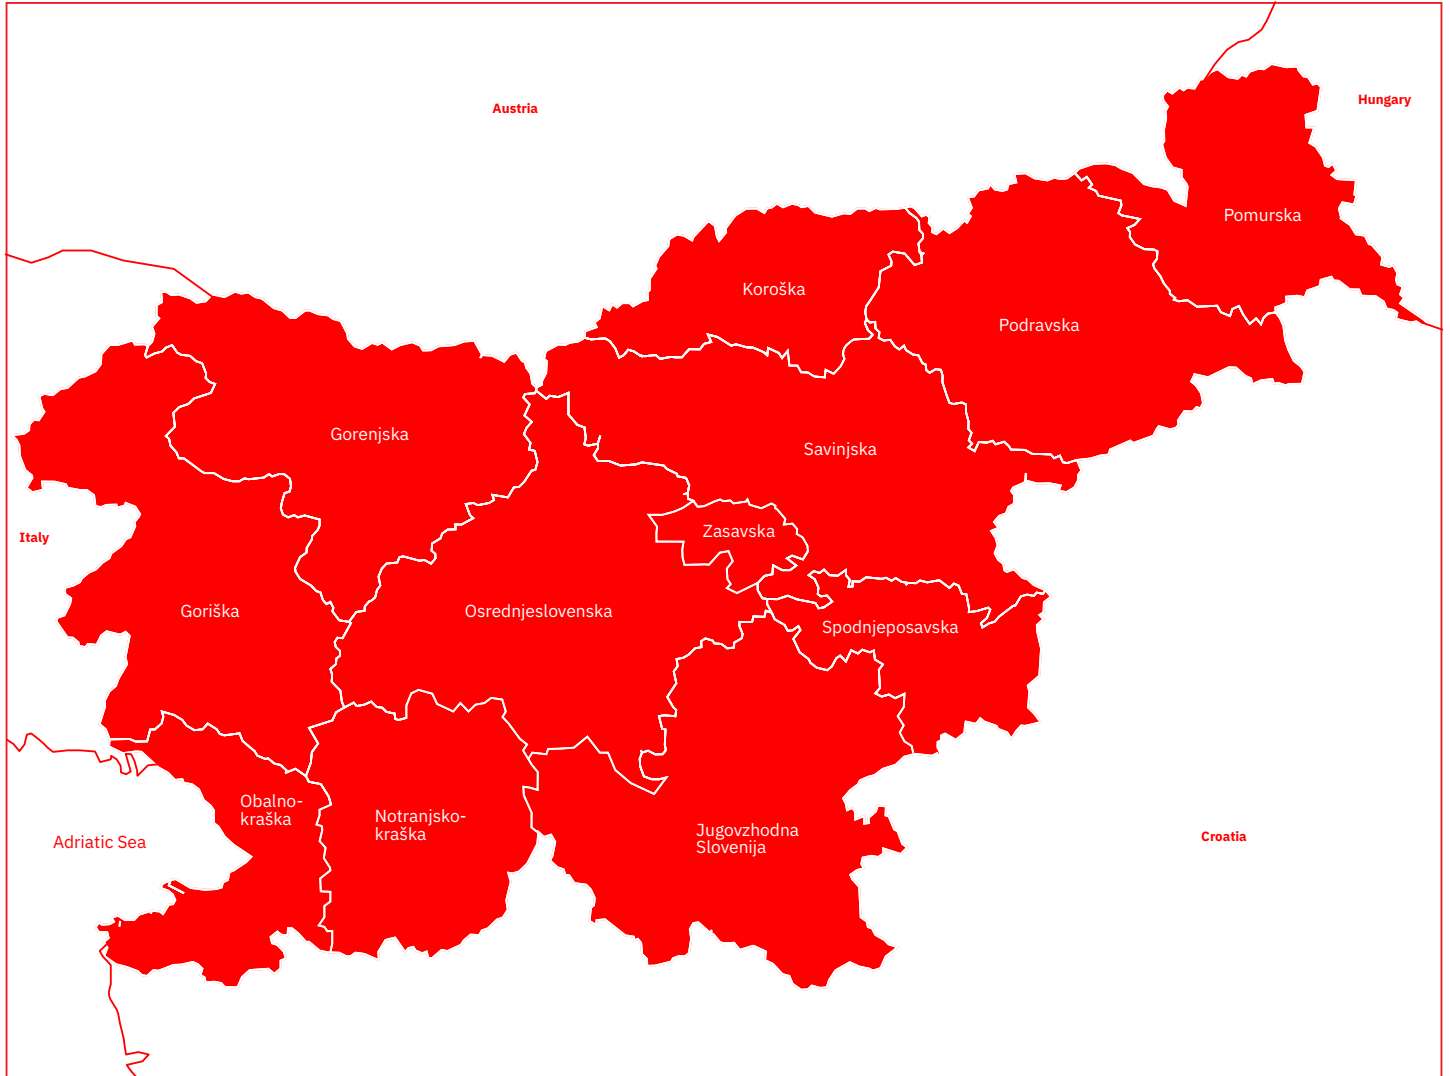 Austria
Hungary
Pomurska
Koroška
Podravska
Gorenjska
Savinjska
Zasavska
Italy
Goriška
Osrednjeslovenska
Spodnjeposavska
Obalno-
kraška
Notranjsko-
kraška
Jugovzhodna
Slovenija
Adriatic Sea
Croatia